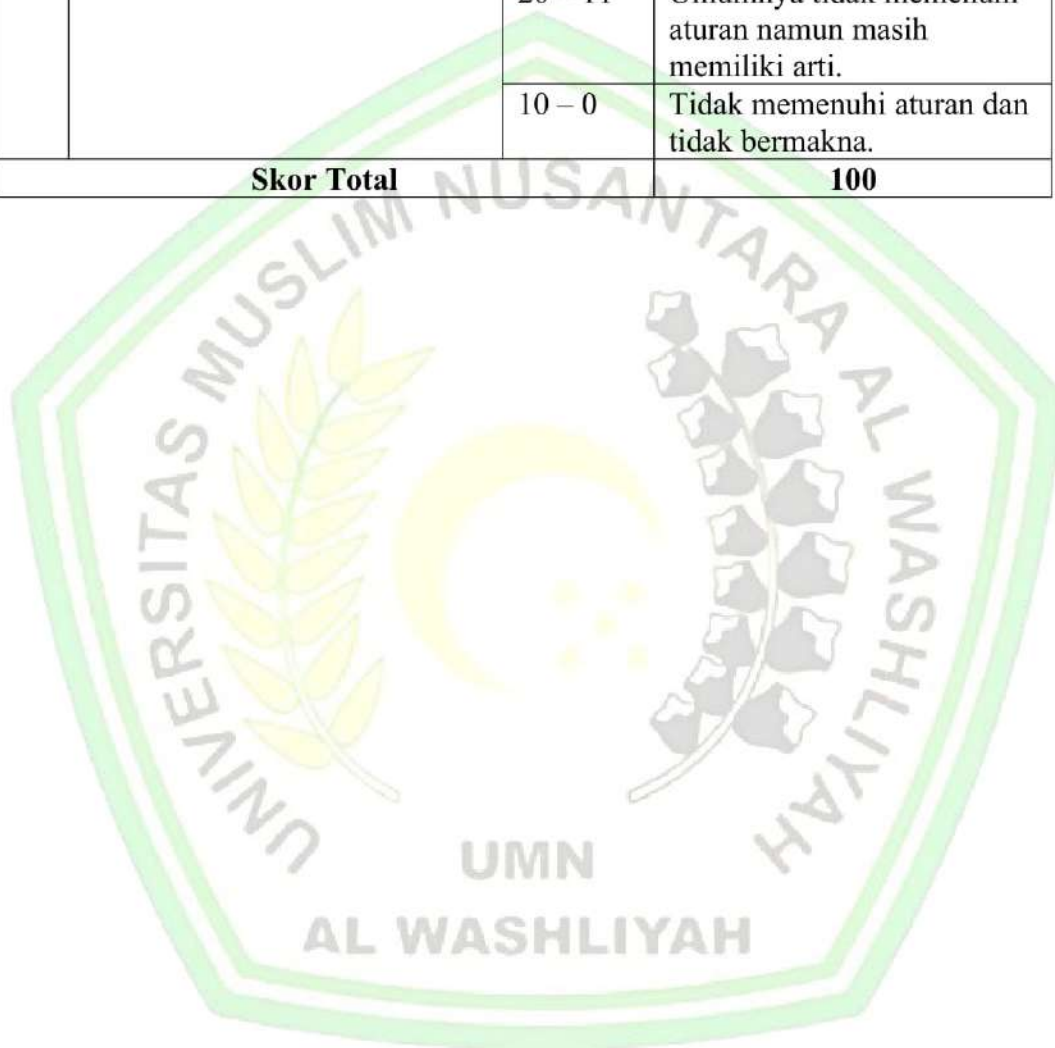 aturan namun masih
memiliki arti.
10 – 0 Tidak memenuhi aturan dan
tidak bermakna.
Skor Total 100
UNIVERSITAS MUSLIM NUSANTARA AL WASHLIYAH
UMN
AL WASHLIYAH